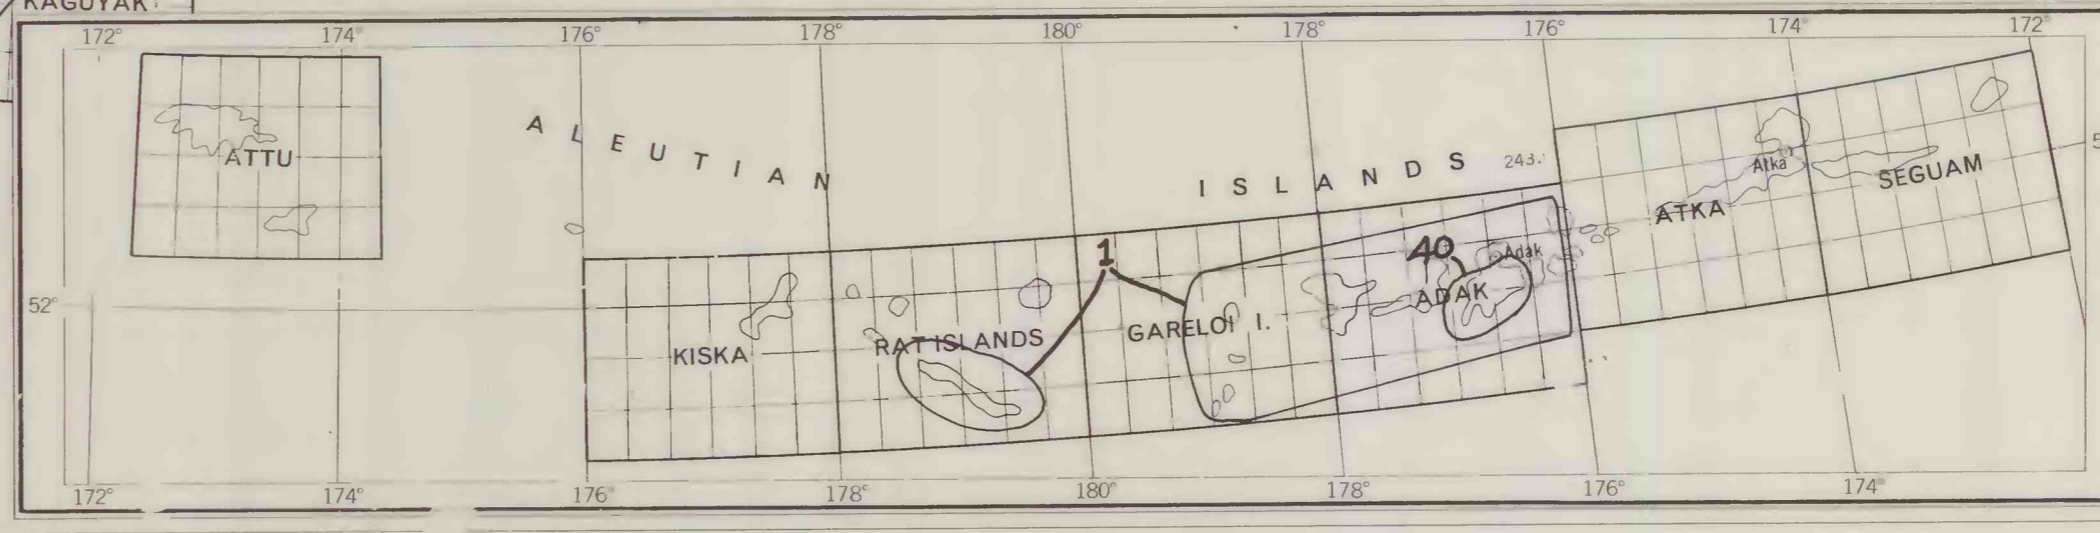 KAGUYAK
172° 174° 176° 178° 180° 178° 176° 174° 172°
ALEUTIAN ISLANDS 243.
ATTU
Atka
SEGUAM
ATKA
1
40
Adak
52°
ADAK
GARELOI I.
RAT ISLANDS
KISKA
172° 174° 176° 178° 180° 178° 176° 174°